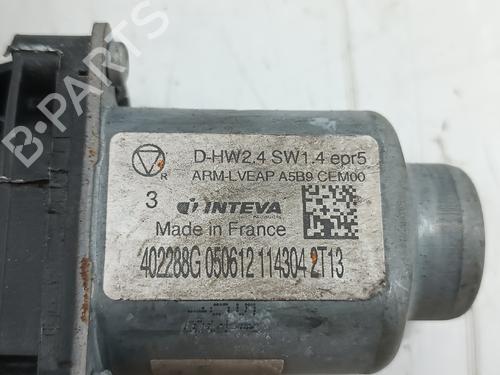 B-PARTS
R
D-HW2.4 SW1.4 epr5
ARM-LVEAP A5B9 CEM00
3 INTEVA
Made in France
402288G 050612 114304 2T13